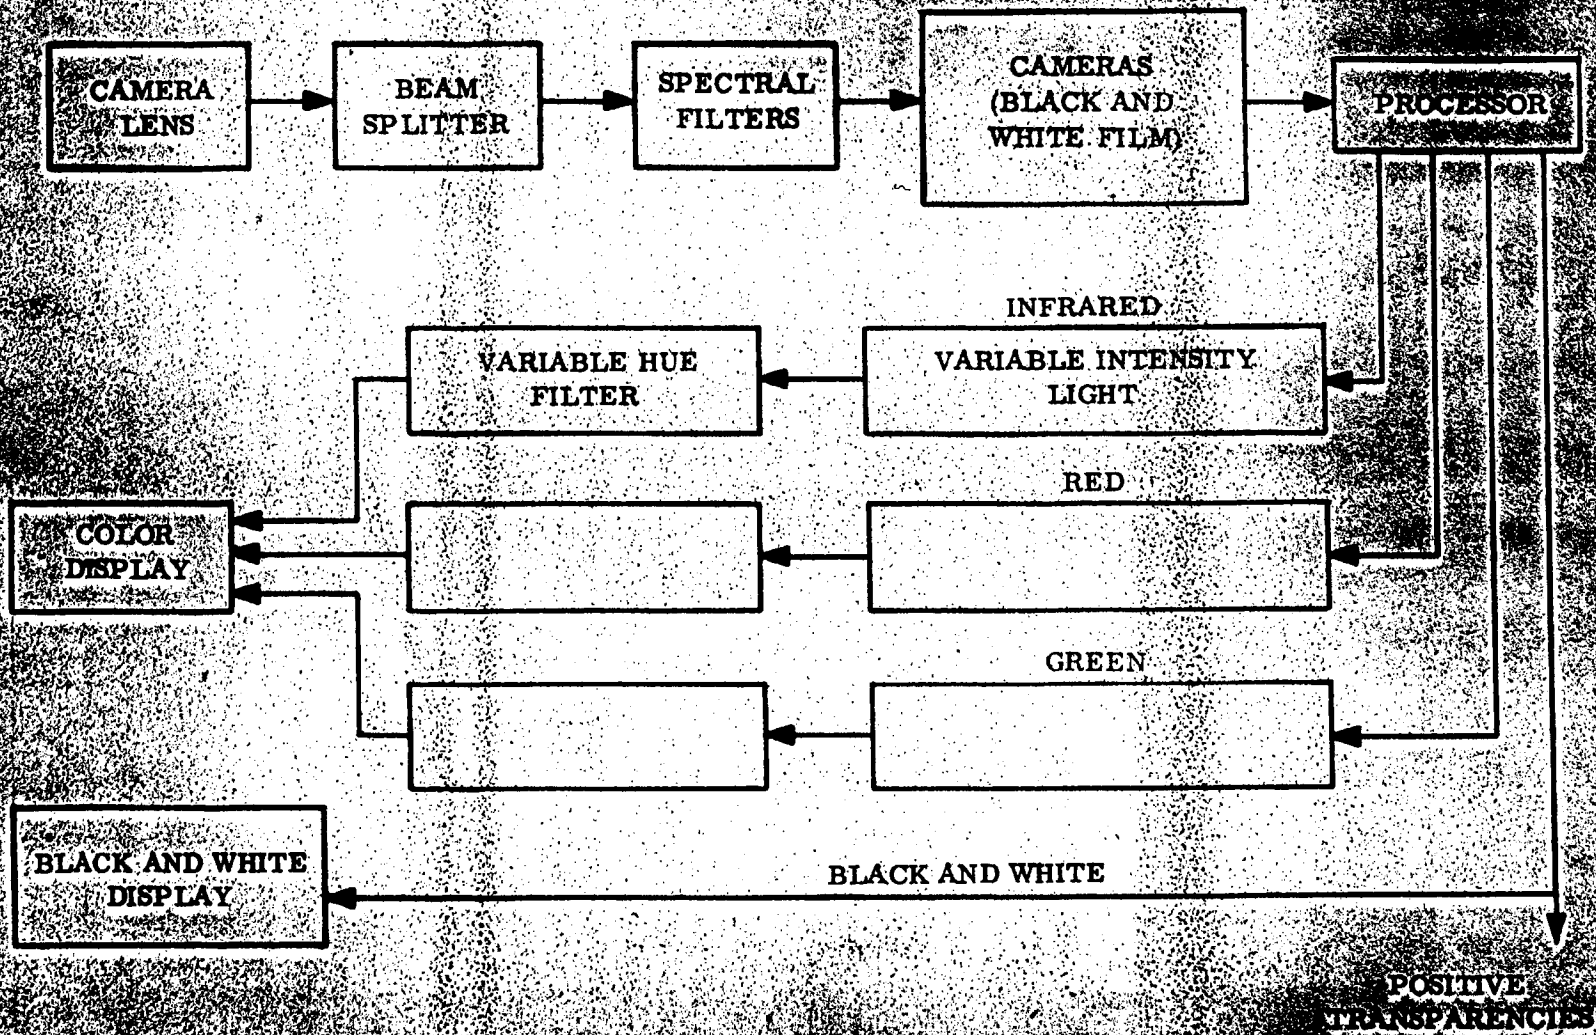 CAMERA
LENS
BEAM
SPLITTER
SPECTRAL
FILTERS
CAMERAS
(BLACK AND
WHITE FILM)
PROCESSOR
INFRARED
VARIABLE HUE
FILTER
VARIABLE INTENSITY
LIGHT
RED
COLOR
DISPLAY
GREEN
BLACK AND WHITE
DISPLAY
BLACK AND WHITE
POSITIVE
TRANSPARENCIES